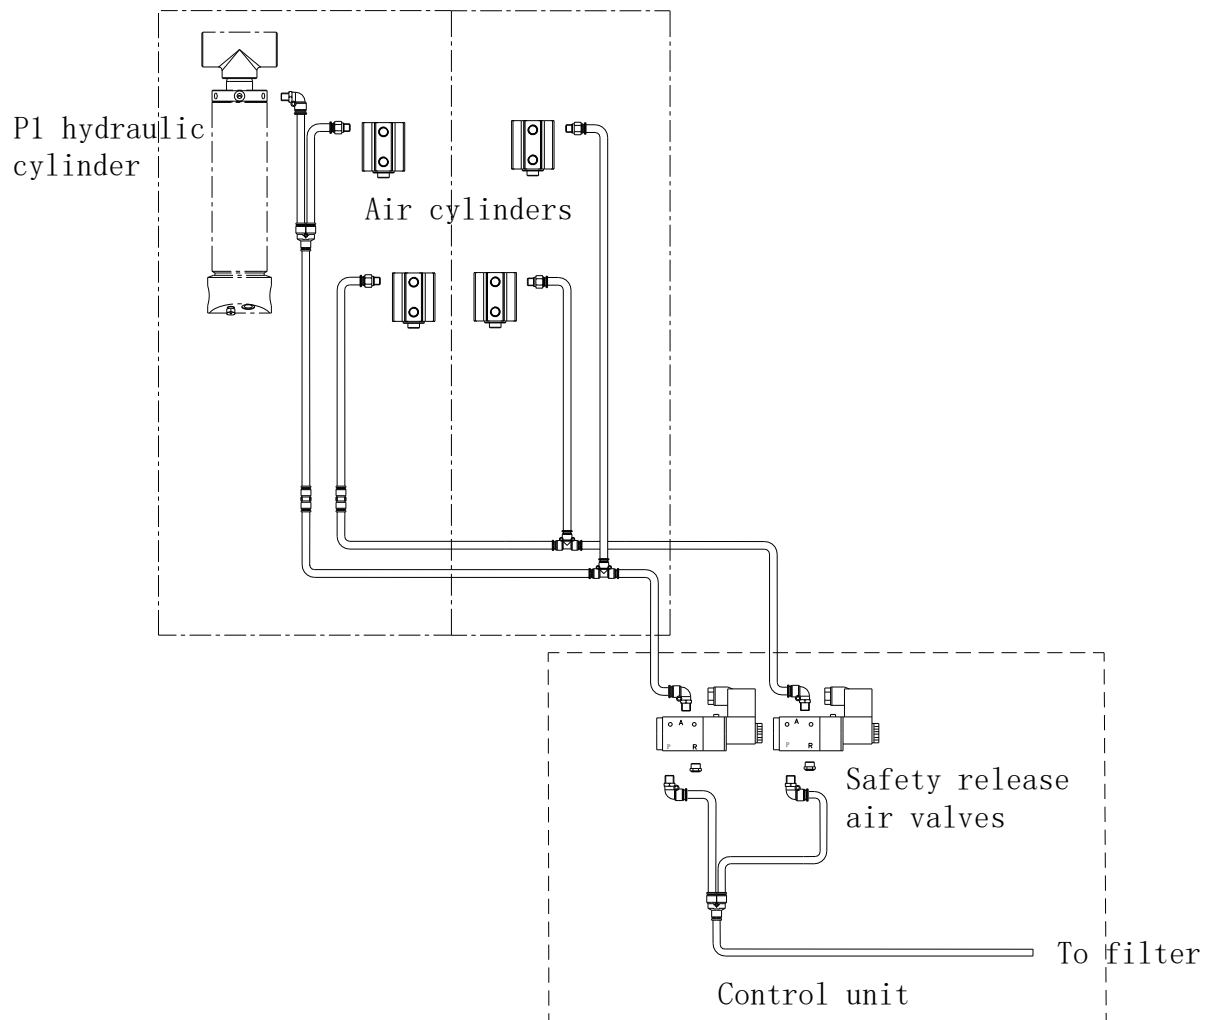 P1 hydraulic
cylinder
Air cylinders
A
P
R
A
P
R
Safety release
air valves
To filter
Control unit